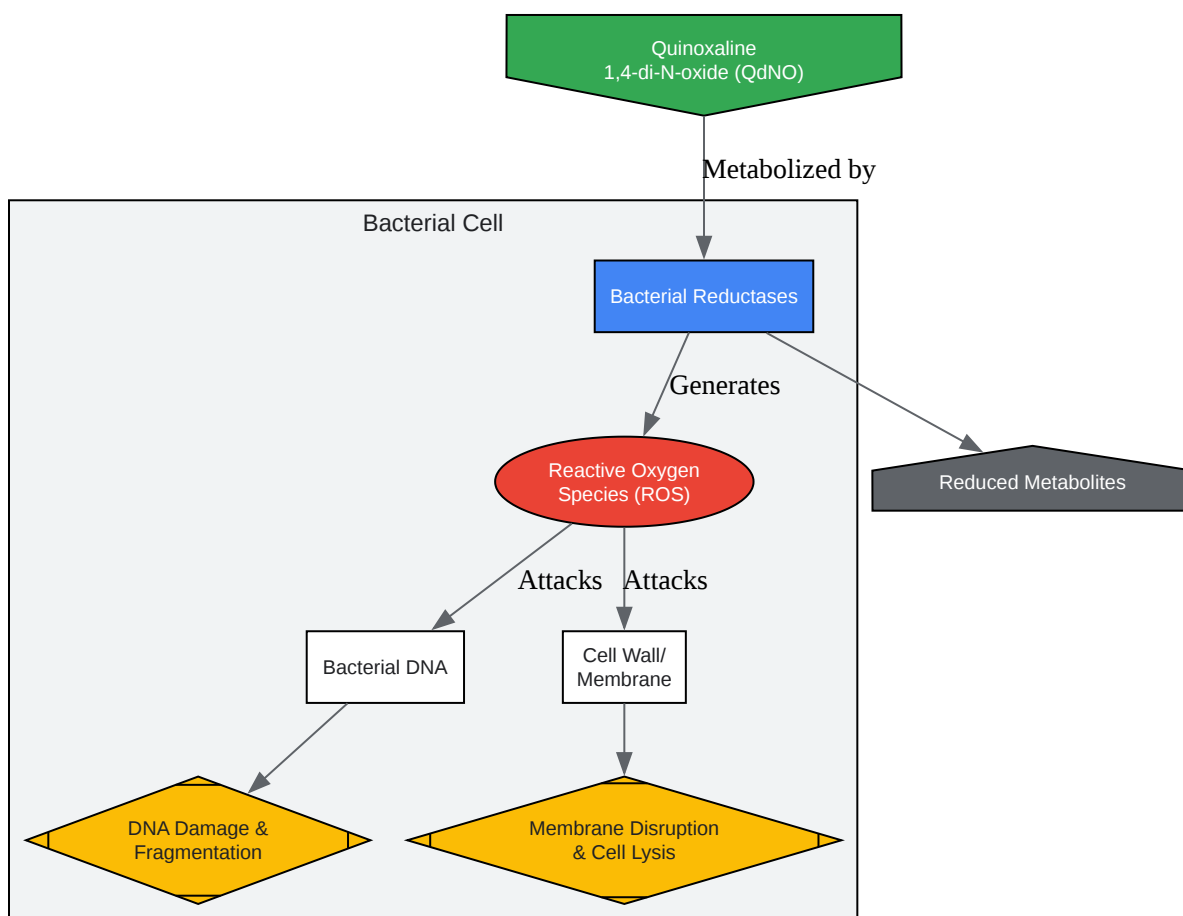 Quinoxaline
1,4-di-N-oxide (QdNO)
Metabolized by
Bacterial Cell
Bacterial Reductases
Generates
Reactive Oxygen
Species (ROS)
Reduced Metabolites
Attacks
Attacks
Bacterial DNA
Cell Wall/
Membrane
DNA Damage &
Fragmentation
Membrane Disruption
& Cell Lysis